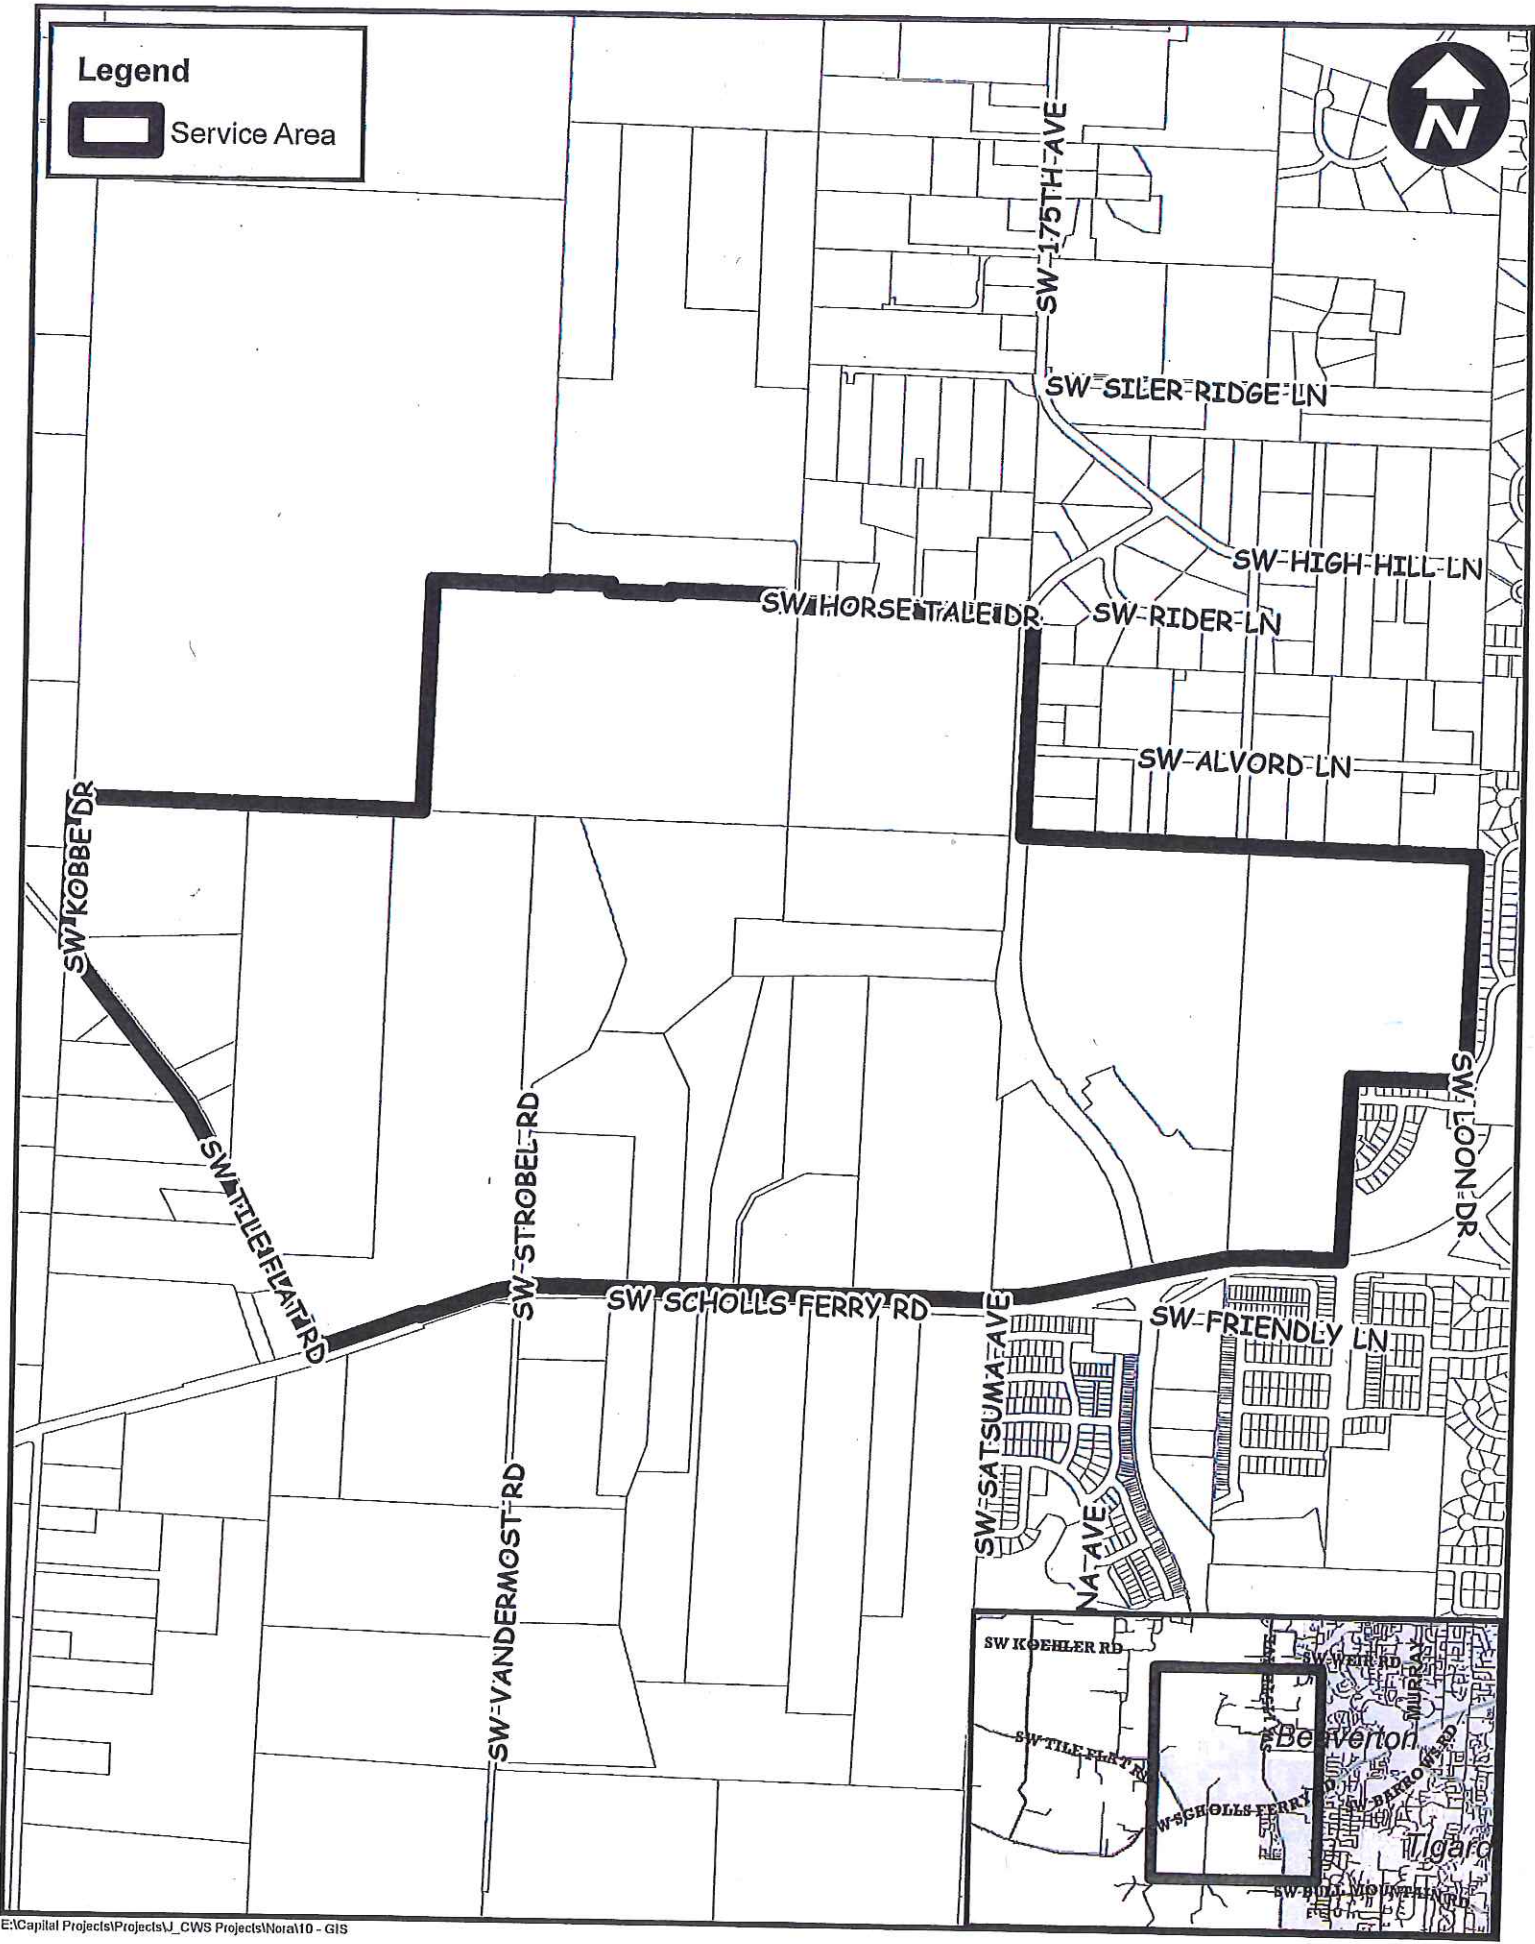 Legend
Service Area
N
SW 175TH AVE
SW SILER RIDGE LN
SW HIGH HILL LN
SW HORSE TALE DR
SW RIDER LN
SW ALVORD LN
SW KOBBE DR
SW LOON DR
SW TILE FLAT RD
SW STROBEL RD
SW SCHOLLS FERRY RD
SW FRIENDLY LN
SW SATSUMA AVE
NA AVE
SW VANDERMOST RD
SW KOEHLER RD
SW WEIR RD
MURRAY
SW TILE FLAT
Beaverton
SW BARROWS RD
SW SCHOLLS FERRY RD
Tigard
SW BULL MOUNTAIN RD
E:\Capital Projects\Projects\J_CWS Projects\Nora\10 - GIS